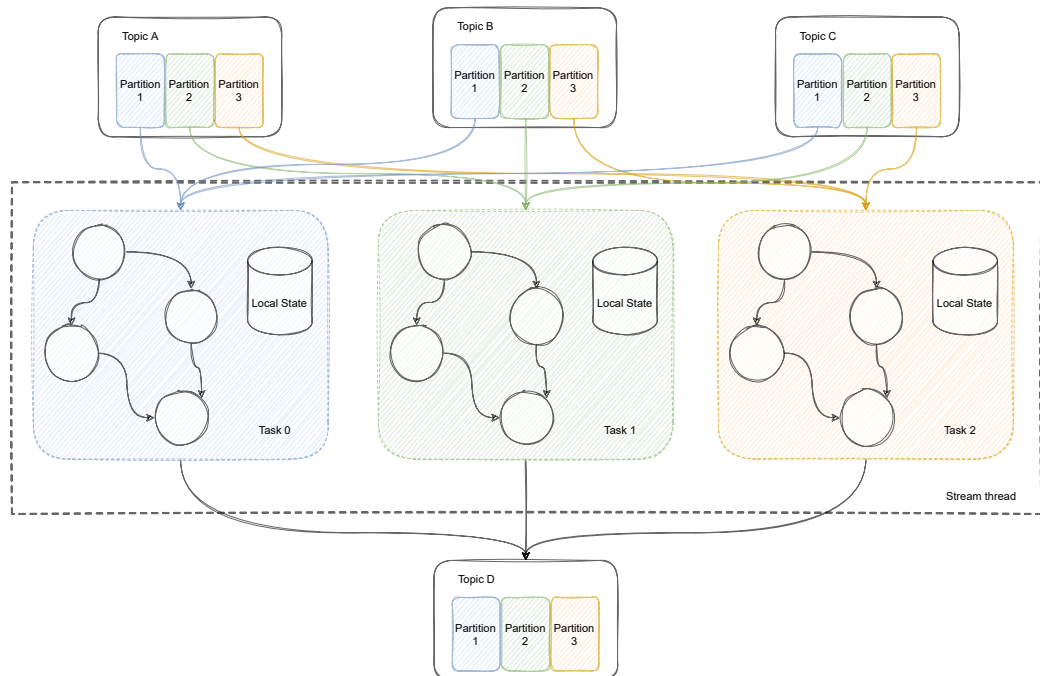 Topic A
Partition
1
Partition
2
Partition
3
Topic B
Partition
1
Partition
2
Partition
3
Topic C
Partition
1
Partition
2
Partition
3
Local State
Task 0
Local State
Task 1
Local State
Task 2
Stream thread
Topic D
Partition
1
Partition
2
Partition
3